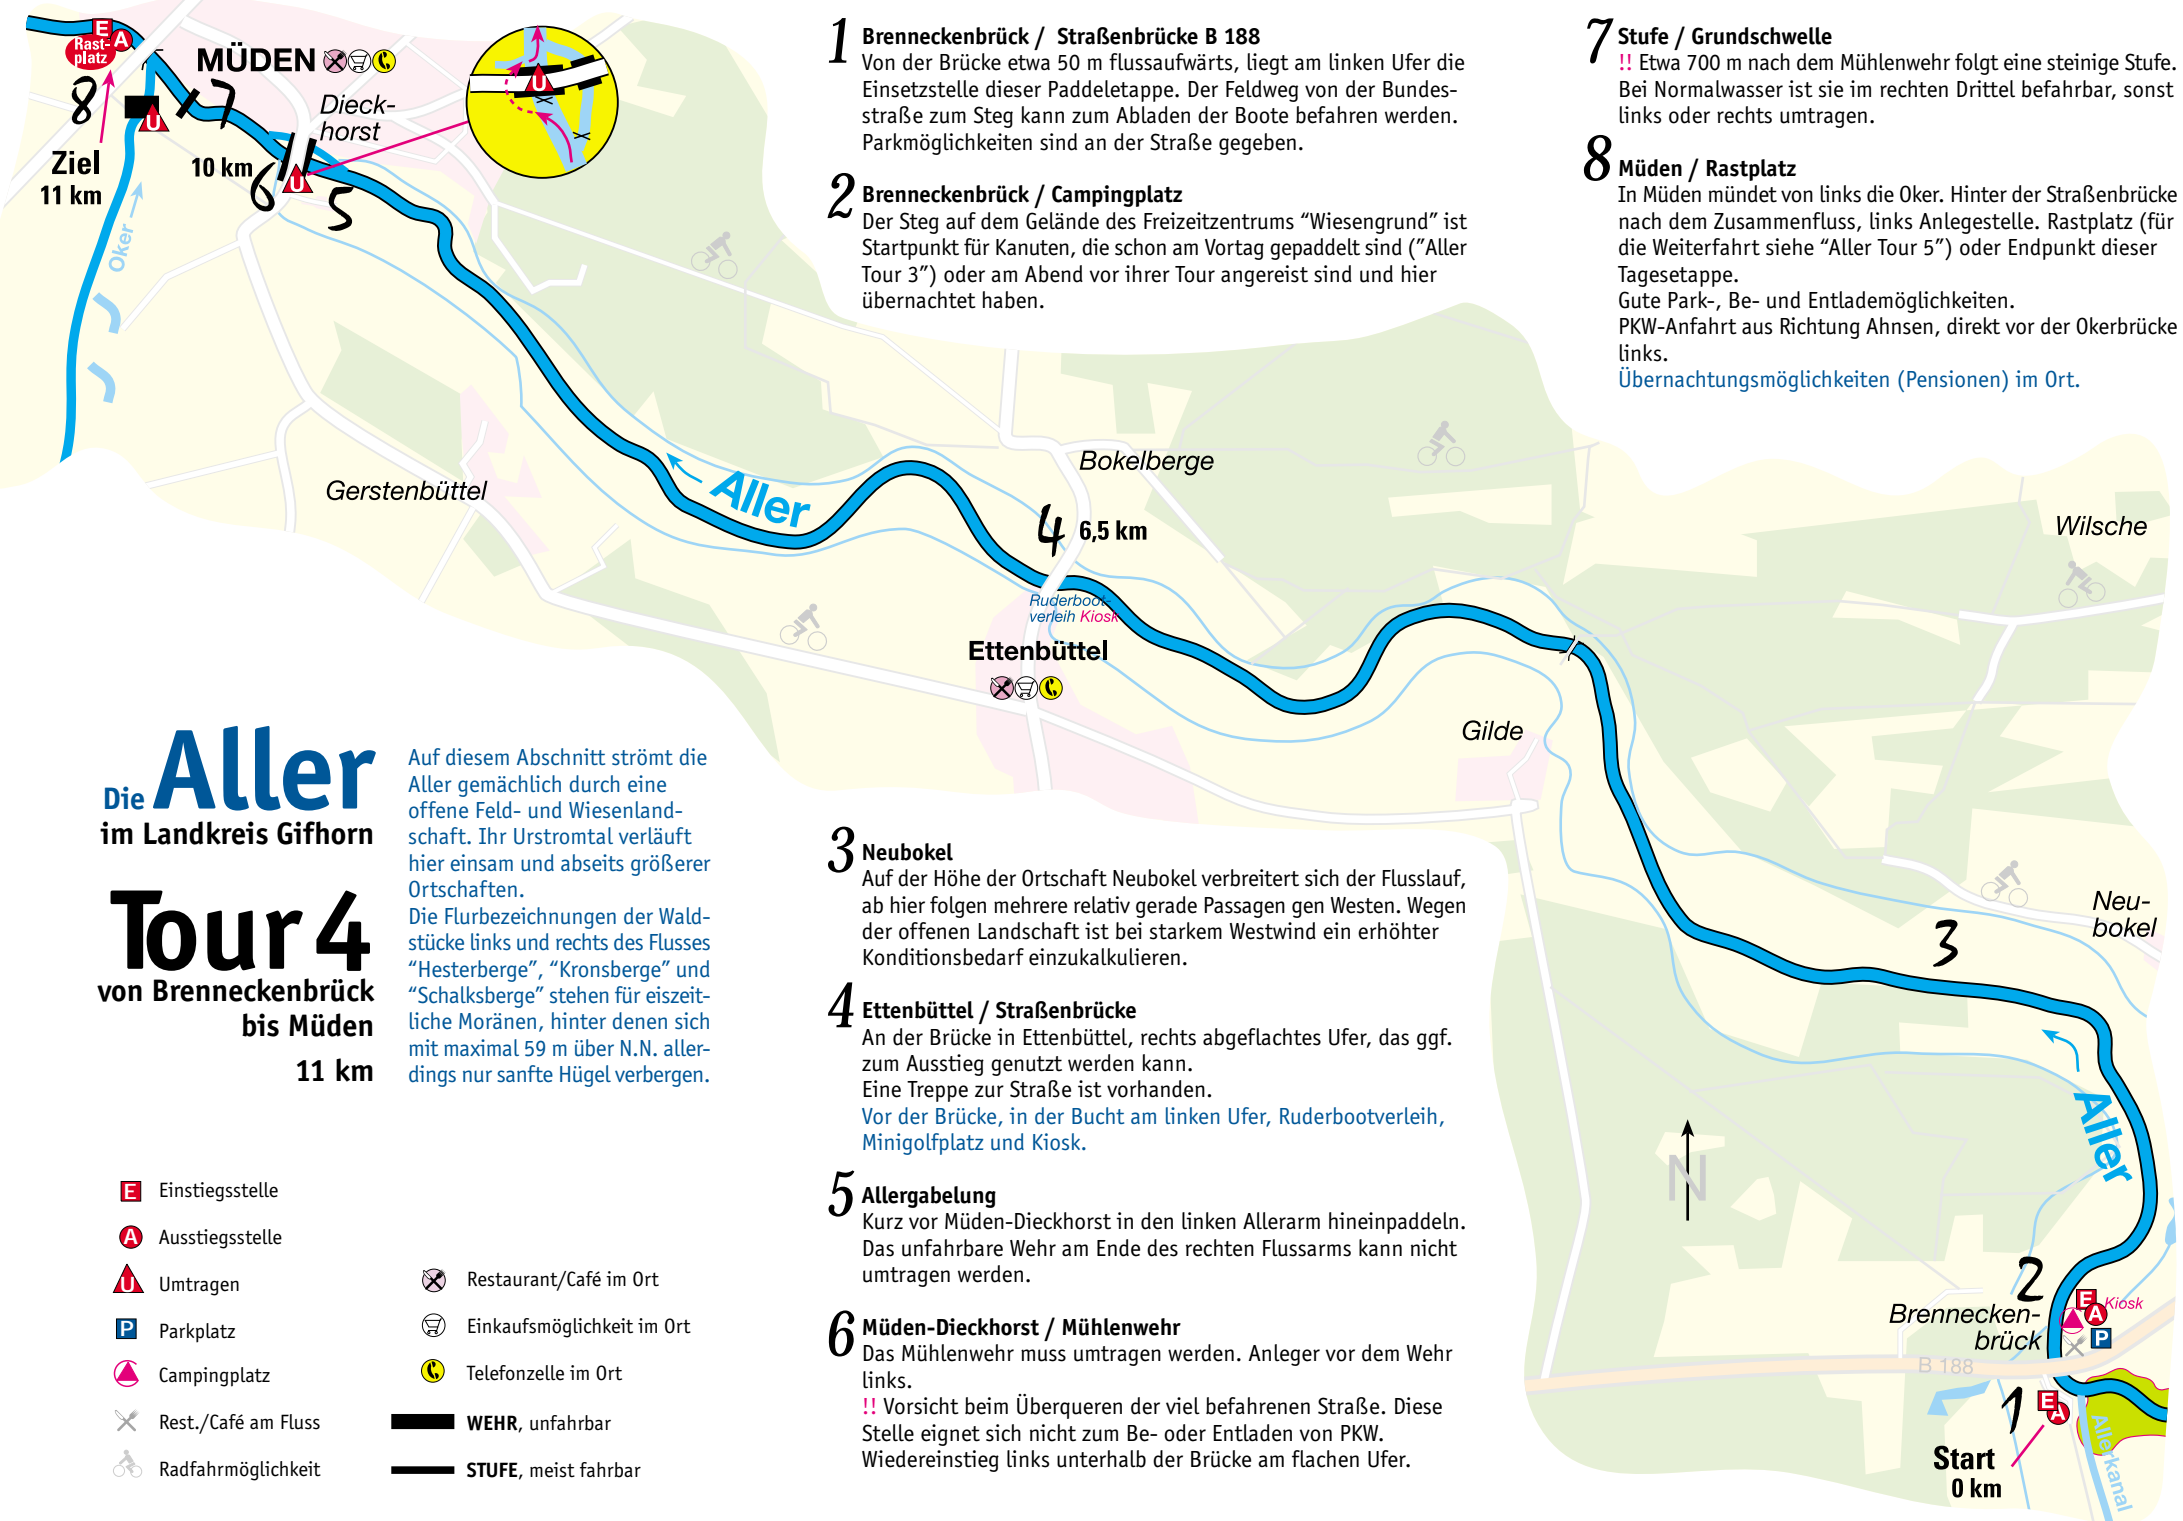 E
A
Rast-
platz
8
7
MÜDEN
Dieck-
horst
U
U
U
Ziel
11 km
10 km
6
5
Oker
Gerstenbüttel
Aller
Bokelberge
4
6,5 km
Ruderboot-
verleih Kiosk
Ettenbüttel
Gilde
Wilsche
Neu-
bokel
3
Aller
N
2
Brennecken-
brück
E
A
Kiosk
P
B 188
1
E
A
Start
0 km
Allerkanal
1
Brenneckenbrück / Straßenbrücke B 188
Von der Brücke etwa 50 m flussaufwärts, liegt am linken Ufer die
Einsetzstelle dieser Paddeletappe. Der Feldweg von der Bundes-
straße zum Steg kann zum Abladen der Boote befahren werden.
Parkmöglichkeiten sind an der Straße gegeben.
2
Brenneckenbrück / Campingplatz
Der Steg auf dem Gelände des Freizeitzentrums “Wiesengrund” ist
Startpunkt für Kanuten, die schon am Vortag gepaddelt sind (”Aller
Tour 3”) oder am Abend vor ihrer Tour angereist sind und hier
übernachtet haben.
7
Stufe / Grundschwelle
!! Etwa 700 m nach dem Mühlenwehr folgt eine steinige Stufe.
Bei Normalwasser ist sie im rechten Drittel befahrbar, sonst
links oder rechts umtragen.
8
Müden / Rastplatz
In Müden mündet von links die Oker. Hinter der Straßenbrücke
nach dem Zusammenfluss, links Anlegestelle. Rastplatz (für
die Weiterfahrt siehe “Aller Tour 5”) oder Endpunkt dieser
Tagesetappe.
Gute Park-, Be- und Entlademöglichkeiten.
PKW-Anfahrt aus Richtung Ahnsen, direkt vor der Okerbrücke
links.
Übernachtungsmöglichkeiten (Pensionen) im Ort.
Die Aller
im Landkreis Gifhorn
Tour 4
von Brenneckenbrück
bis Müden
11 km
Auf diesem Abschnitt strömt die
Aller gemächlich durch eine
offene Feld- und Wiesenland-
schaft. Ihr Urstromtal verläuft
hier einsam und abseits größerer
Ortschaften.
Die Flurbezeichnungen der Wald-
stücke links und rechts des Flusses
“Hesterberge”, “Kronsberge” und
“Schalksberge” stehen für eiszeit-
liche Moränen, hinter denen sich
mit maximal 59 m über N.N. aller-
dings nur sanfte Hügel verbergen.
3
Neubokel
Auf der Höhe der Ortschaft Neubokel verbreitert sich der Flusslauf,
ab hier folgen mehrere relativ gerade Passagen gen Westen. Wegen
der offenen Landschaft ist bei starkem Westwind ein erhöhter
Konditionsbedarf einzukalkulieren.
4
Ettenbüttel / Straßenbrücke
An der Brücke in Ettenbüttel, rechts abgeflachtes Ufer, das ggf.
zum Ausstieg genutzt werden kann.
Eine Treppe zur Straße ist vorhanden.
Vor der Brücke, in der Bucht am linken Ufer, Ruderbootverleih,
Minigolfplatz und Kiosk.
5
Allergabelung
Kurz vor Müden-Dieckhorst in den linken Allerarm hineinpaddeln.
Das unfahrbare Wehr am Ende des rechten Flussarms kann nicht
umtragen werden.
6
Müden-Dieckhorst / Mühlenwehr
Das Mühlenwehr muss umtragen werden. Anleger vor dem Wehr
links.
!! Vorsicht beim Überqueren der viel befahrenen Straße. Diese
Stelle eignet sich nicht zum Be- oder Entladen von PKW.
Wiedereinstieg links unterhalb der Brücke am flachen Ufer.
E Einstiegsstelle
A Ausstiegsstelle
U Umtragen
P Parkplatz
Campingplatz
Rest./Café am Fluss
Radfahrmöglichkeit
Restaurant/Café im Ort
Einkaufsmöglichkeit im Ort
Telefonzelle im Ort
WEHR, unfahrbar
STUFE, meist fahrbar